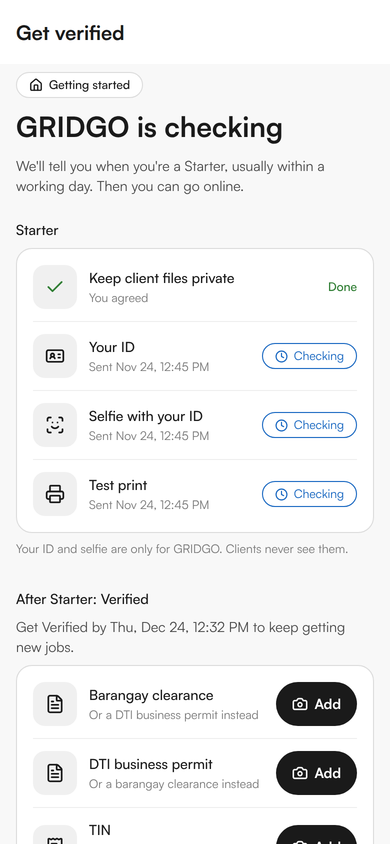 Get verified
Getting started
GRIDGO is checking
We'll tell you when you're a Starter, usually within a
working day. Then you can go online.
Starter
Keep client files private
You agreed
Done
Your ID
Sent Nov 24, 12:45 PM
Checking
Selfie with your ID
Sent Nov 24, 12:45 PM
Checking
Test print
Sent Nov 24, 12:45 PM
Checking
Your ID and selfie are only for GRIDGO. Clients never see them.
After Starter: Verified
Get Verified by Thu, Dec 24, 12:32 PM to keep getting
new jobs.
Barangay clearance
Or a DTI business permit instead
Add
DTI business permit
Or a barangay clearance instead
Add
TIN